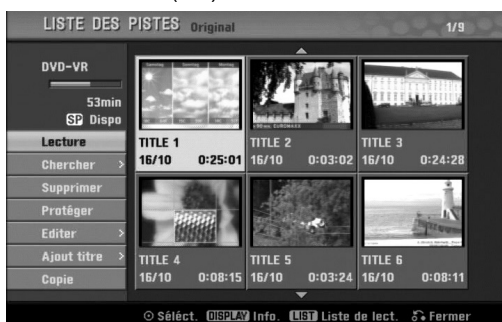 LISTE DES PISTES Original 1/9
DVD-VR
53min
SP Dispo
Lecture
Chercher
Supprimer
Protéger
Editer
Ajout titre
Copie
TITLE 1
16/10 0:25:01
TITLE 2
16/10 0:03:02
TITLE 3
16/10 0:24:28
TITLE 4
16/10 0:08:15
TITLE 5
16/10 0:03:24
TITLE 6
16/10 0:08:11
Séléct. DISPLAY Info. LIST Liste de lect. Fermer